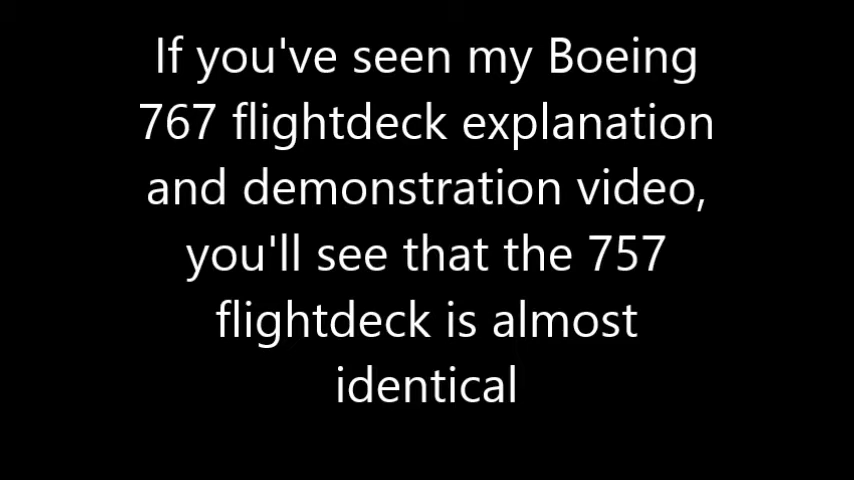 If you've seen my Boeing
767 flightdeck explanation
and demonstration video,
you'll see that the 757
flightdeck is almost
identical